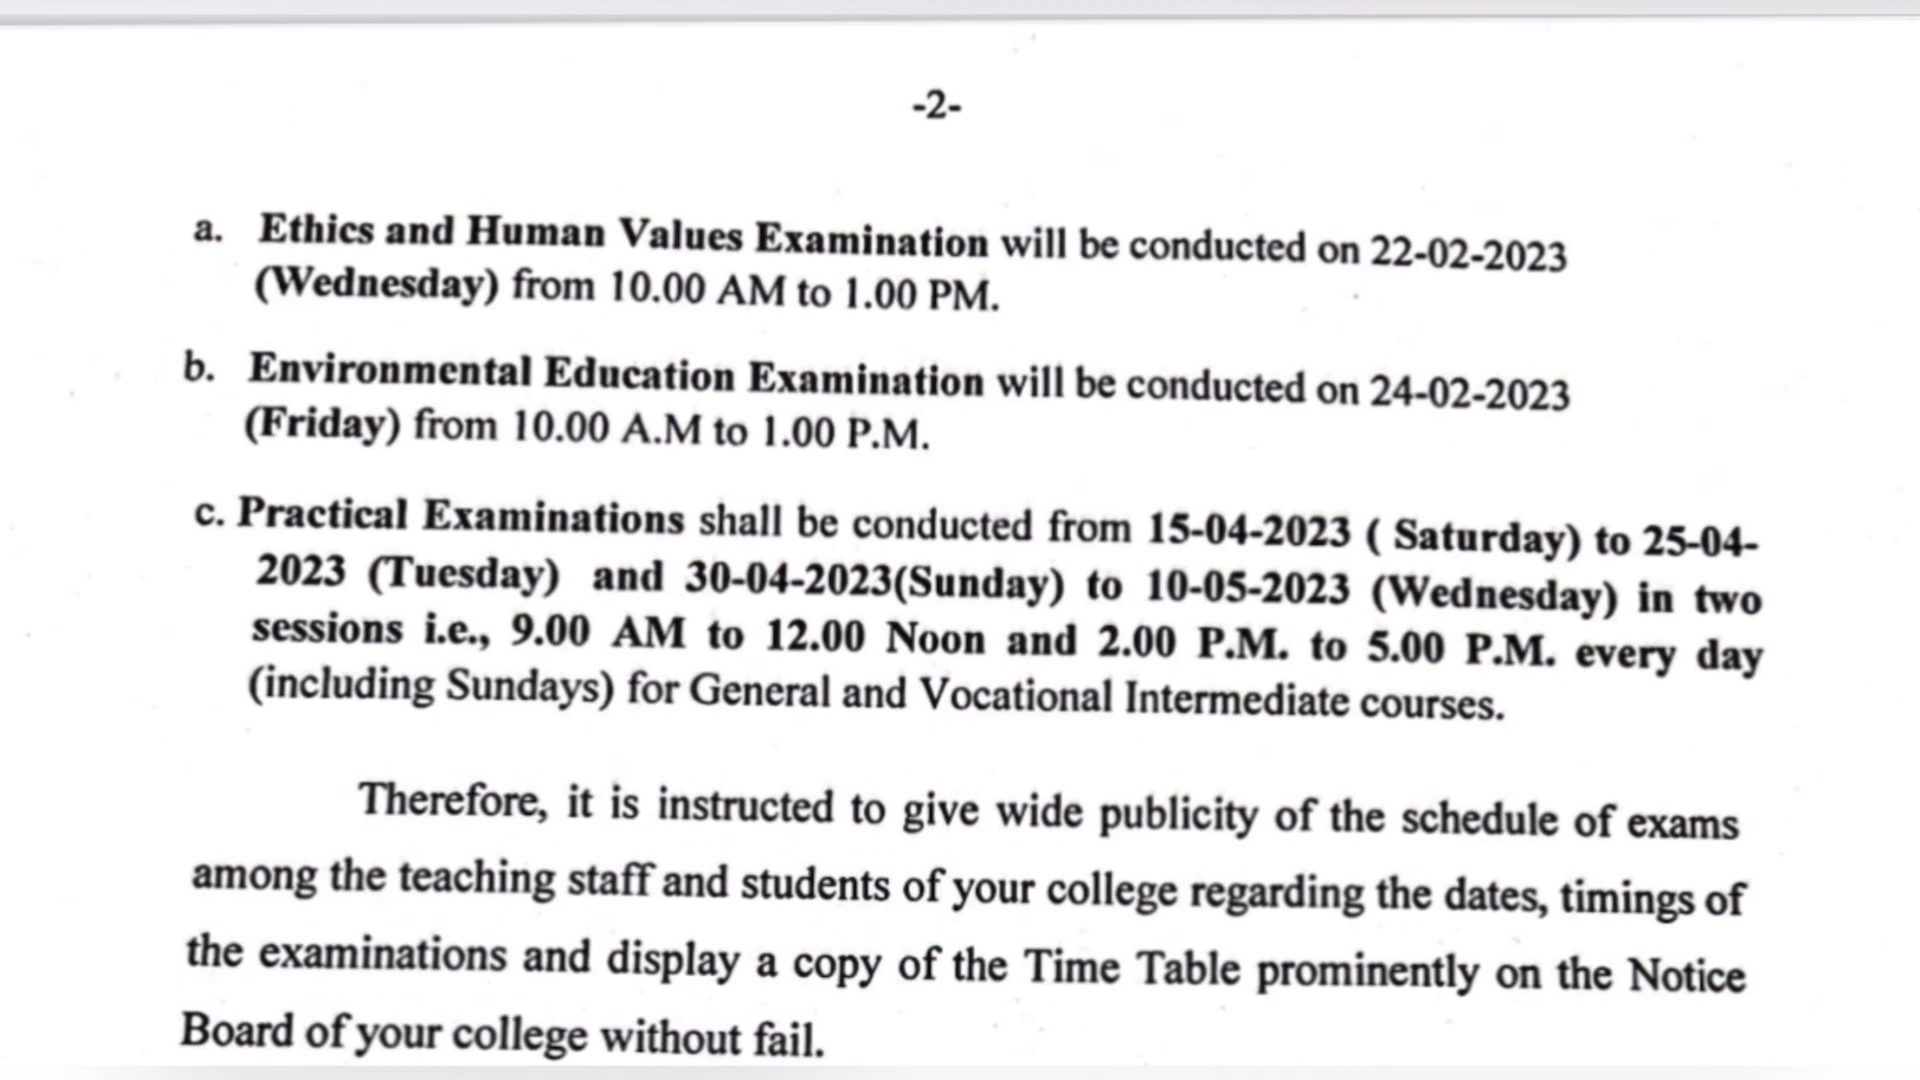 -2-
a. Ethics and Human Values Examination will be conducted on 22-02-2023
(Wednesday) from 10.00 AM to 1.00 PM.
b. Environmental Education Examination will be conducted on 24-02-2023
(Friday) from 10.00 A.M to 1.00 P.M.
c. Practical Examinations shall be conducted from 15-04-2023 ( Saturday) to 25-04-
2023 (Tuesday) and 30-04-2023(Sunday) to 10-05-2023 (Wednesday) in two
sessions i.e., 9.00 AM to 12.00 Noon and 2.00 P.M. to 5.00 P.M. every day
(including Sundays) for General and Vocational Intermediate courses.
Therefore, it is instructed to give wide publicity of the schedule of exams
among the teaching staff and students of your college regarding the dates, timings of
the examinations and display a copy of the Time Table prominently on the Notice
Board of your college without fail.